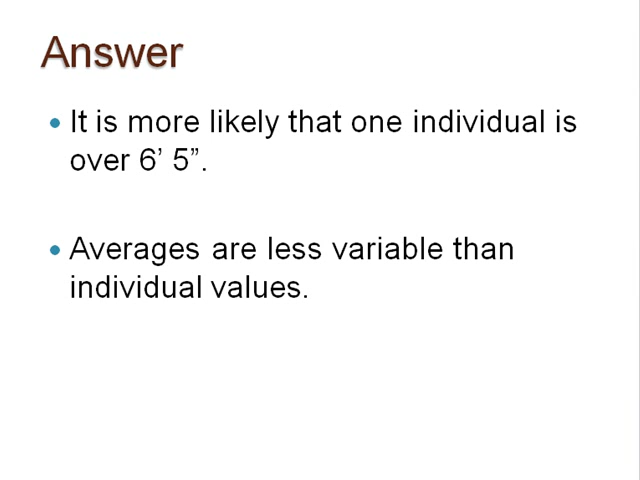 Answer
• It is more likely that one individual is
over 6’ 5”.
• Averages are less variable than
individual values.